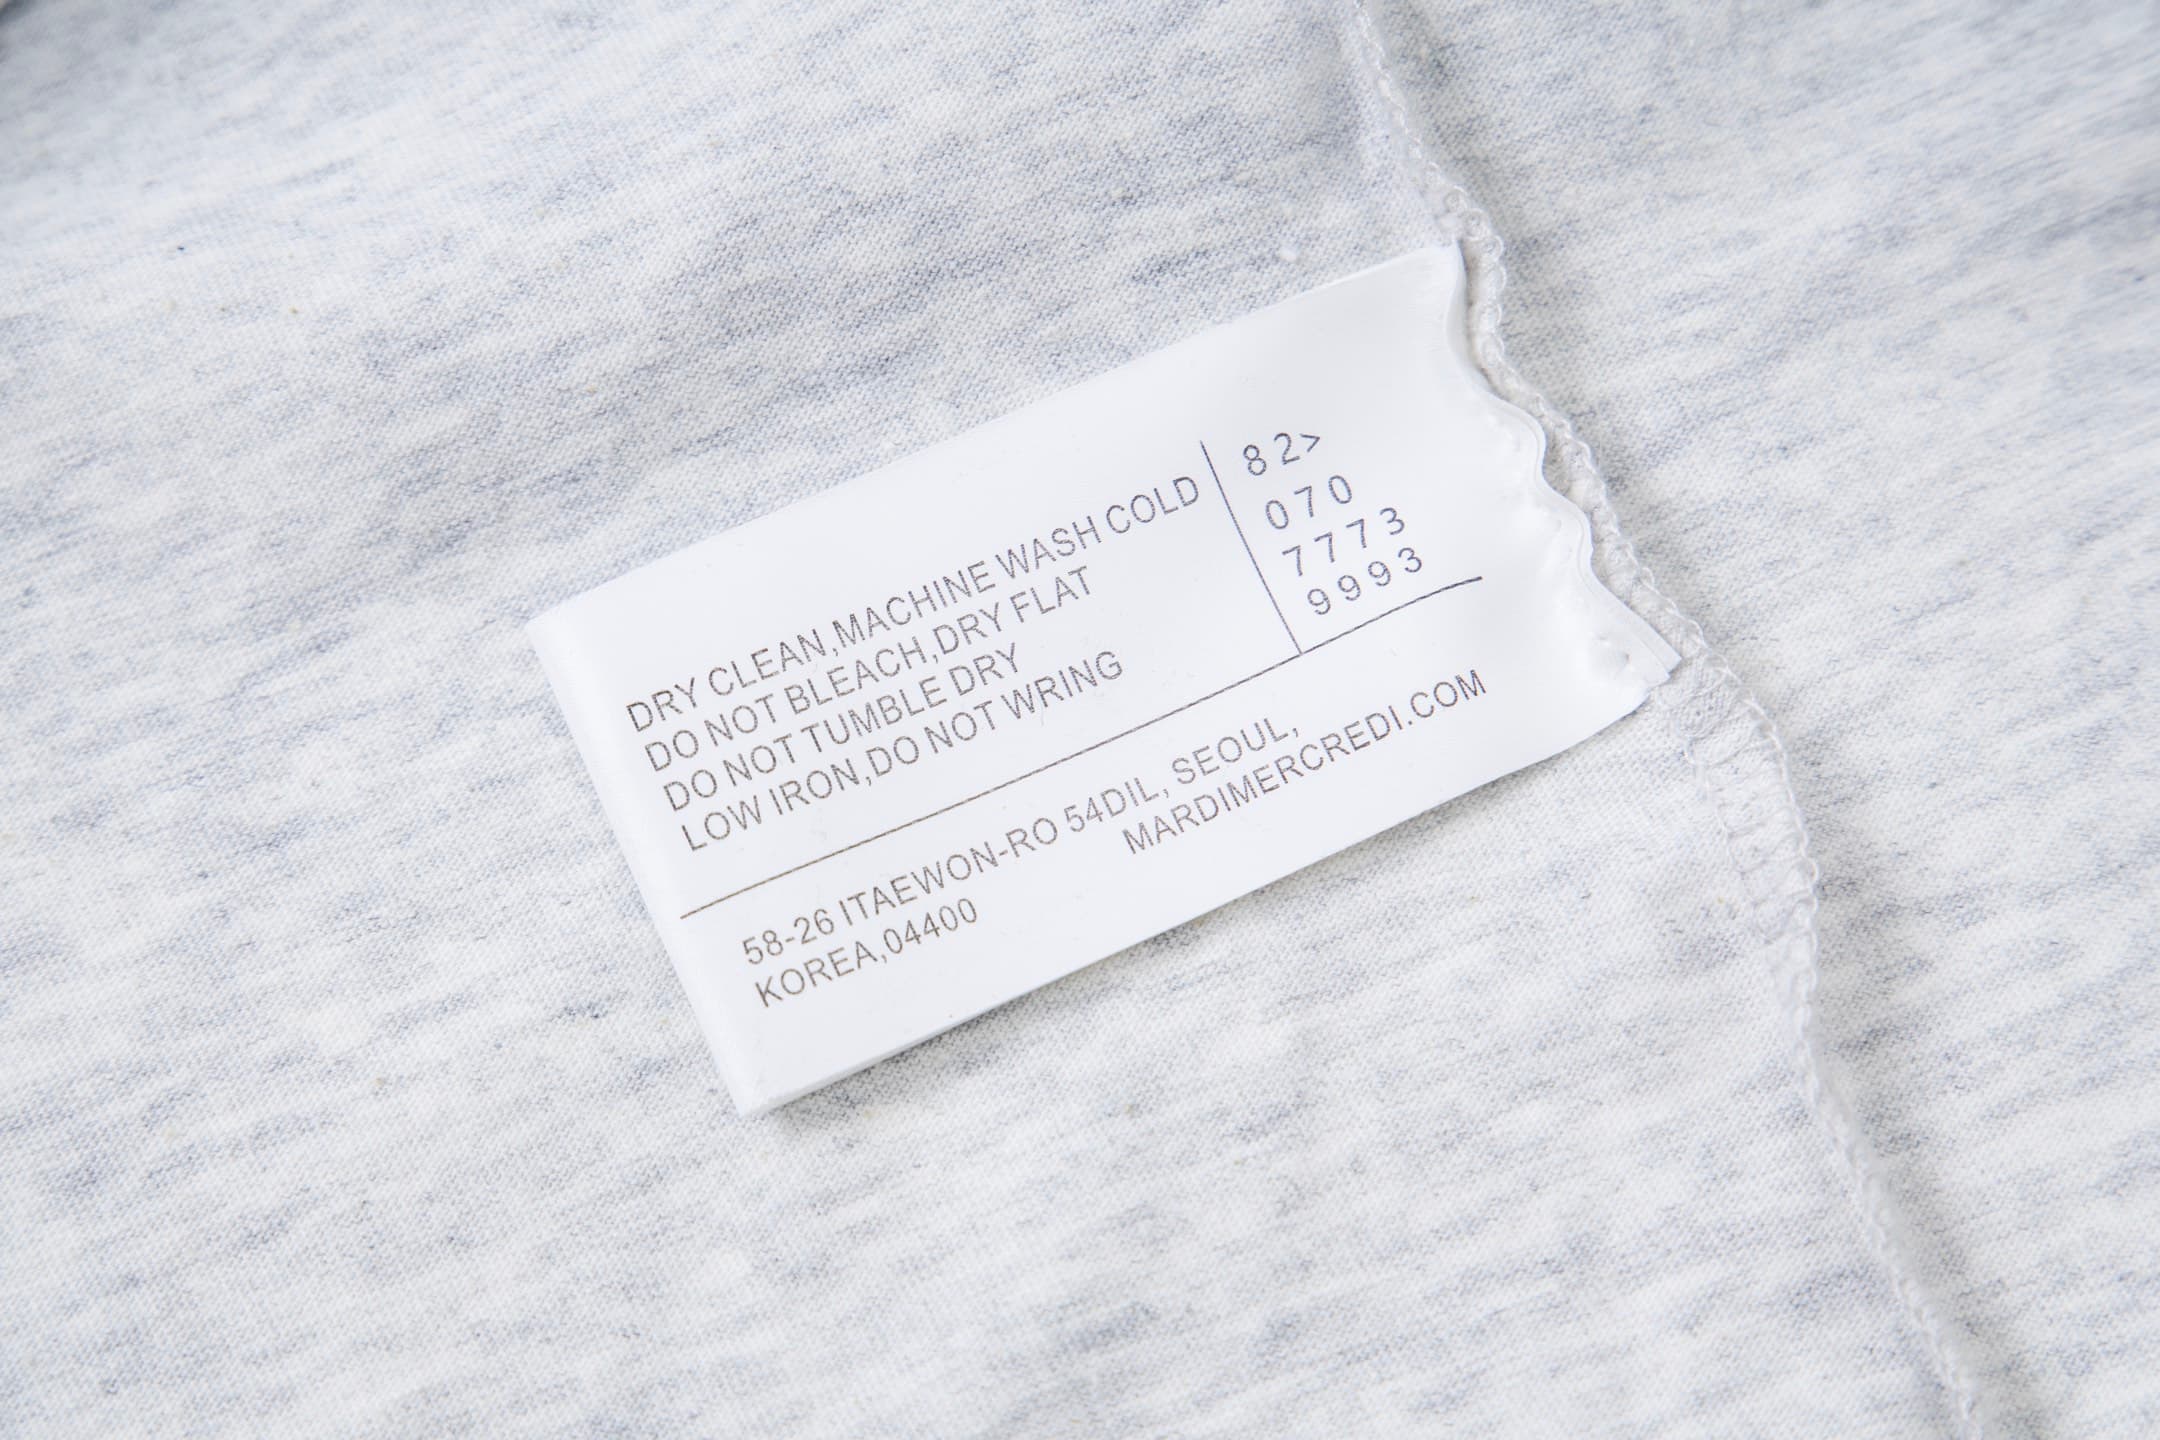 DRY CLEAN,MACHINE WASH COLD
DO NOT BLEACH,DRY FLAT
DO NOT TUMBLE DRY
LOW IRON,DO NOT WRING
82>
070
7773
9993
58-26 ITAEWON-RO 54DIL, SEOUL,
KOREA,04400
MARDIMERCREDI.COM